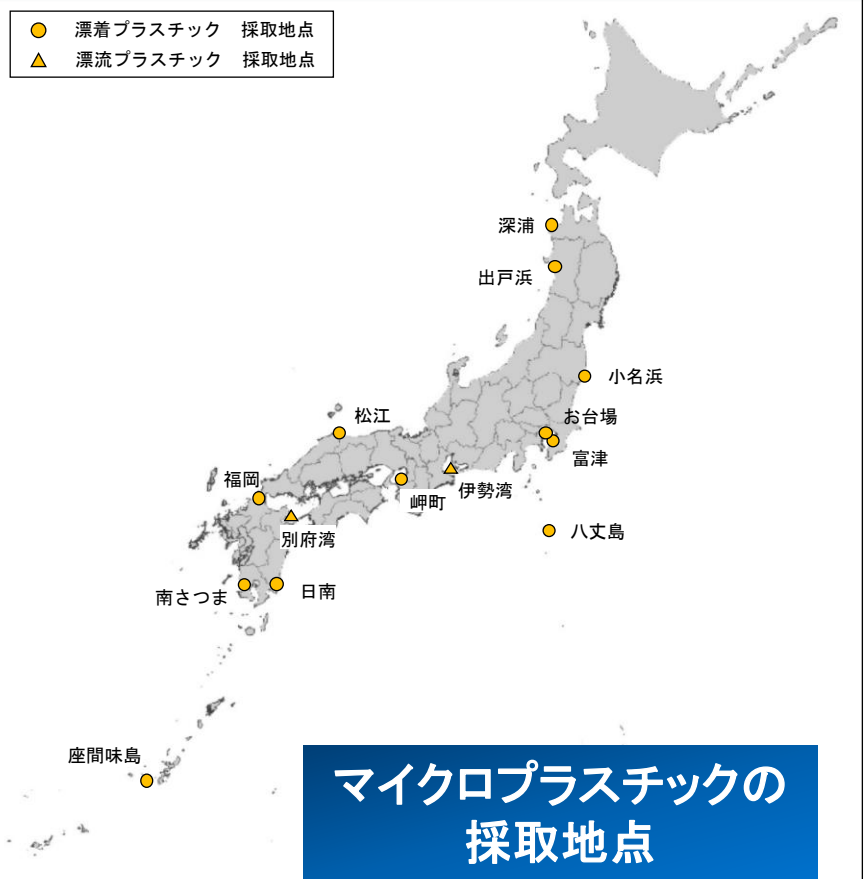 漂着プラスチック 採取地点
漂流プラスチック 採取地点
深浦
出戸浜
小名浜
お台場
富津
松江
伊勢湾
岬町
福岡
別府湾
八丈島
南さつま
日南
座間味島
マイクロプラスチックの
採取地点